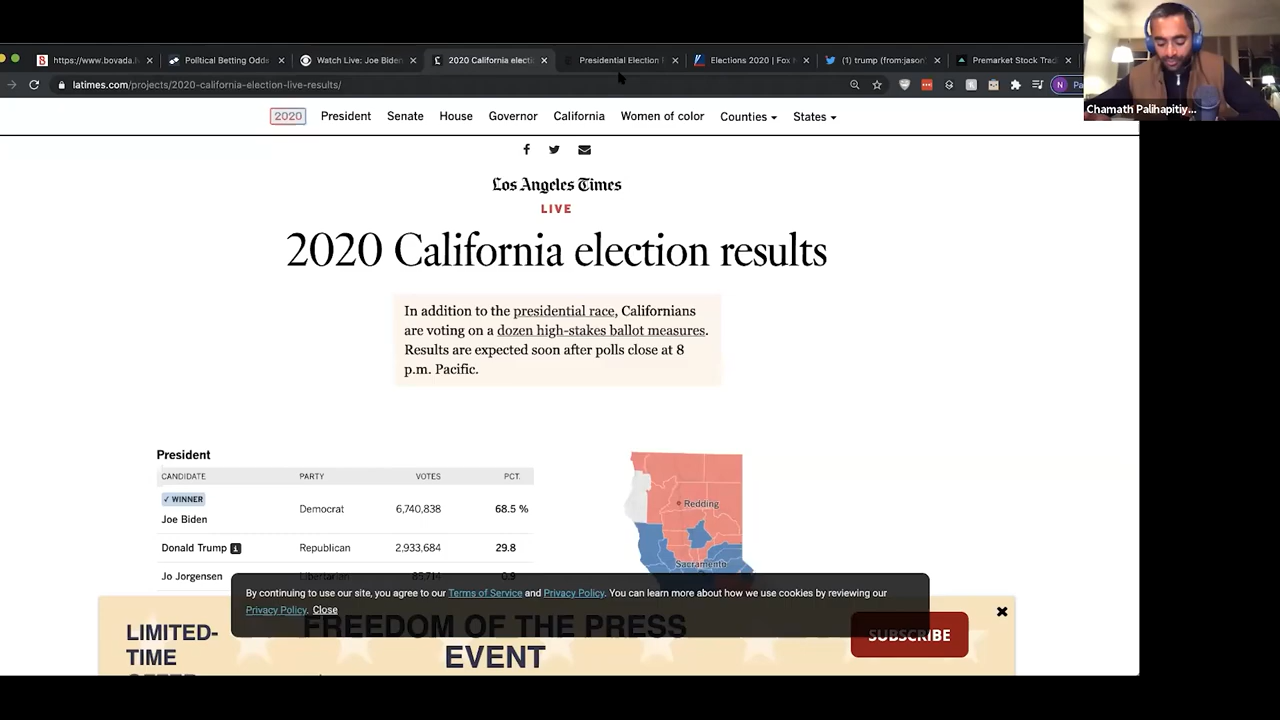 https://www.bovada.l
Political Betting Odds
Watch Live: Joe Biden
2020 California electi
Presidential Election
Elections 2020 | Fox
(1) trump (from:jason
Premarket Stock Trad
latimes.com/projects/2020-california-election-live-results/
N Pa
Chamath Palihapitiy...
2020 President Senate House Governor California Women of color Counties States
Los Angeles Times
LIVE
2020 California election results
In addition to the presidential race, Californians
are voting on a dozen high-stakes ballot measures.
Results are expected soon after polls close at 8
p.m. Pacific.
President
CANDIDATE PARTY VOTES PCT.
✓ WINNER
Joe Biden Democrat 6,740,838 68.5 %
Donald Trump Republican 2,933,684 29.8
Jo Jorgensen Libertarian 85,714 0.9
Redding
Sacramento
By continuing to use our site, you agree to our Terms of Service and Privacy Policy. You can learn more about how we use cookies by reviewing our
Privacy Policy. Close
LIMITED-
TIME
FREEDOM OF THE PRESS
EVENT
SUBSCRIBE